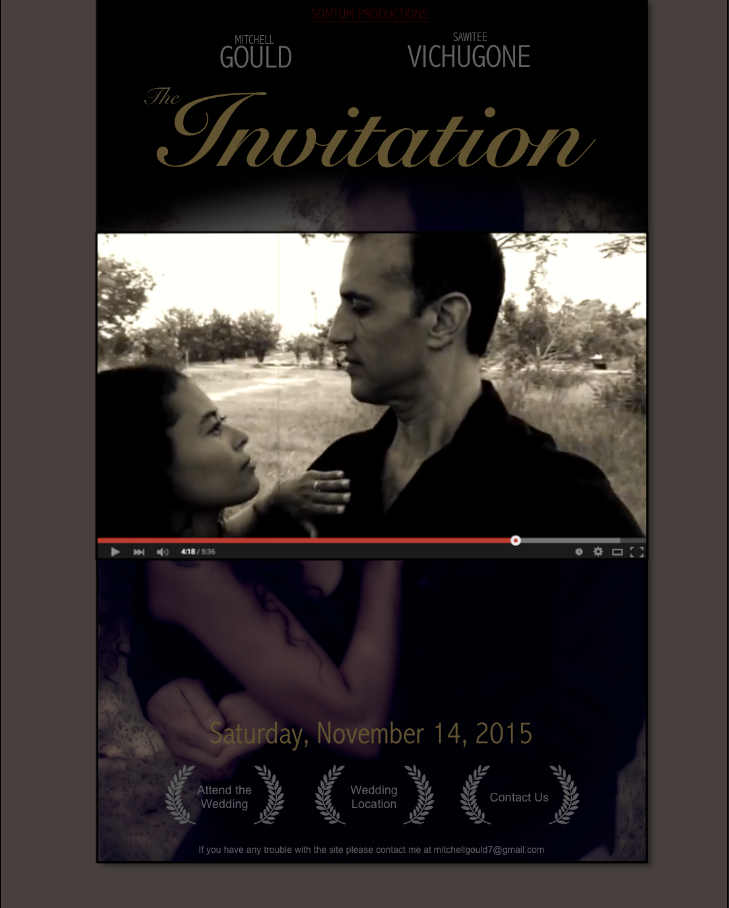 SOMTUM PRODUCTIONS
MITCHELL
GOULD
SAWITEE
VICHUGONE
The
Invitation
4:18 / 5:36
Saturday, November 14, 2015
Attend the
Wedding
Wedding
Location
Contact Us
If you have any trouble with the site please contact me at mitchellgould7@gmail.com